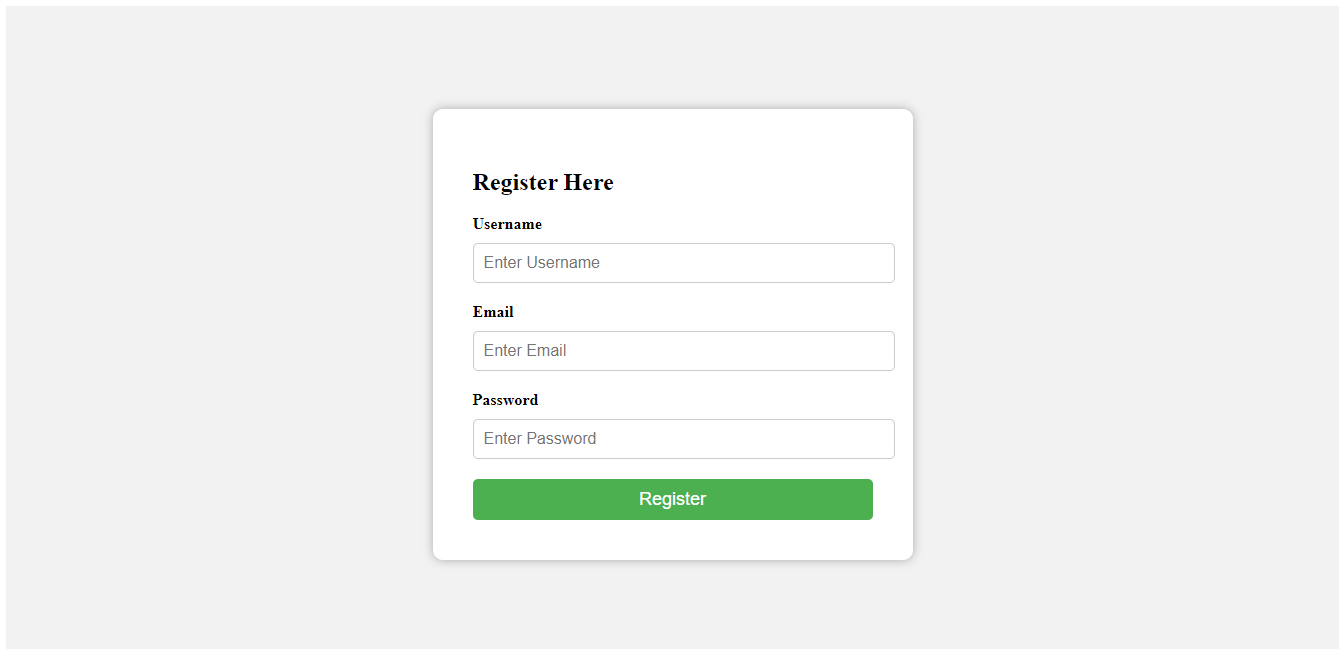 Register Here
Username
Enter Username
Email
Enter Email
Password
Enter Password
Register